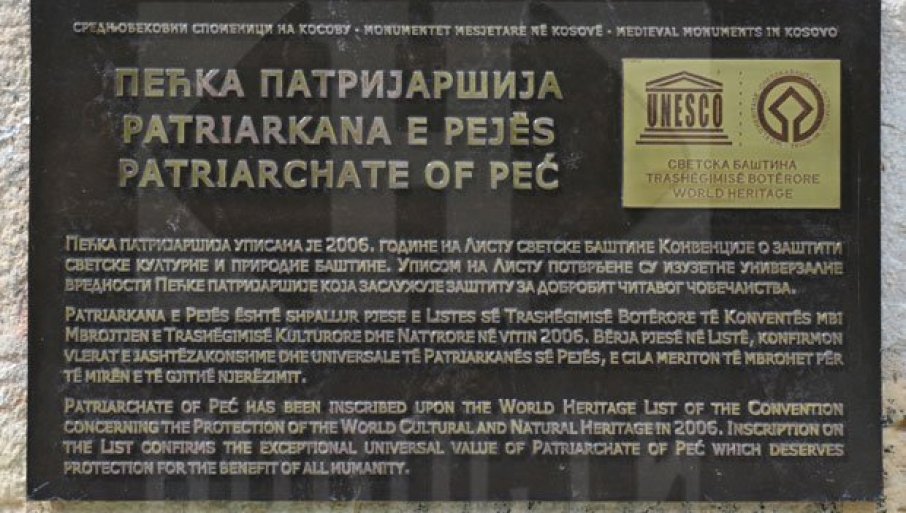 СРЕДЊОВЕКОВНИ СПОМЕНИЦИ НА КОСОВУ - MONUMENTET MESJETARE NË KOSOVË - MEDIEVAL MONUMENTS IN KOSOVO
ПЕЋКА ПАТРИЈАРШИЈА
PATRIARKANA E PEJËS
PATRIARCHATE OF PEĆ
UNESCO
СВЕТСКА БАШТИНА
TRASHËGIMISË BOTËRORE
WORLD HERITAGE
ПЕЋКА ПАТРИЈАРШИЈА УПИСАНА ЈЕ 2006. ГОДИНЕ НА ЛИСТУ СВЕТСКЕ БАШТИНЕ КОНВЕНЦИЈЕ О ЗАШТИТИ
СВЕТСКЕ КУЛТУРНЕ И ПРИРОДНЕ БАШТИНЕ. УПИСОМ НА ЛИСТУ ПОТВРЂЕНЕ СУ ИЗУЗЕТНЕ УНИВЕРЗАЛНЕ
ВРЕДНОСТИ ПЕЋКЕ ПАТРИЈАРШИЈЕ КОЈА ЗАСЛУЖУЈЕ ЗАШТИТУ ЗА ДОБРОБИТ ЧИТАВОГ ЧОВЕЧАНСТВА.
PATRIARKANA E PEJËS ËSHTË SHPALLUR PJESE E LISTES SË TRASHËGIMISË BOTËRORE TË KONVENTËS MBI
MBROJTJEN E TRASHËGIMISË KULTURORE DHE NATYRORE NË VITIN 2006. BËRJA PJESË NË LISTË, KONFIRMON
VLERAT E JASHTËZAKONSHME DHE UNIVERSALE TË PATRIARKANËS SË PEJËS, E CILA MERITON TË MBROHET PËR
TË MIRËN E TË GJITHË NJERËZIMIT.
PATRIARCHATE OF PEĆ HAS BEEN INSCRIBED UPON THE WORLD HERITAGE LIST OF THE CONVENTION
CONCERNING THE PROTECTION OF THE WORLD CULTURAL AND NATURAL HERITAGE IN 2006. INSCRIPTION ON
THE LIST CONFIRMS THE EXCEPTIONAL UNIVERSAL VALUE OF PATRIARCHATE OF PEĆ WHICH DESERVES
PROTECTION FOR THE BENEFIT OF ALL HUMANITY.